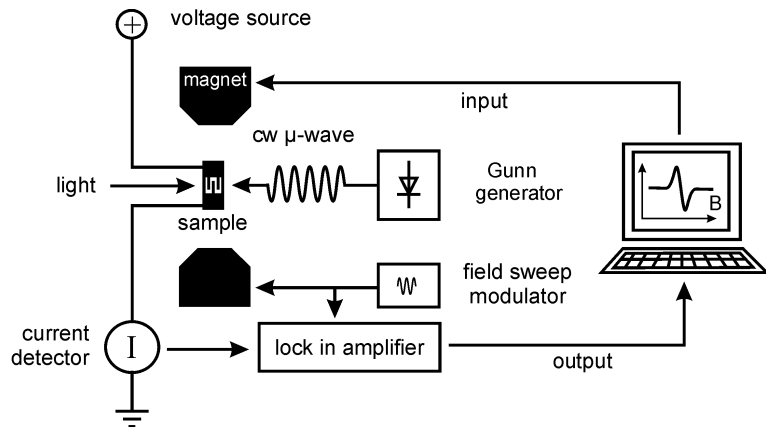 voltage source
magnet
input
cw μ-wave
light
Gunn
generator
B
sample
field sweep
modulator
current
detector
I
lock in amplifier
output